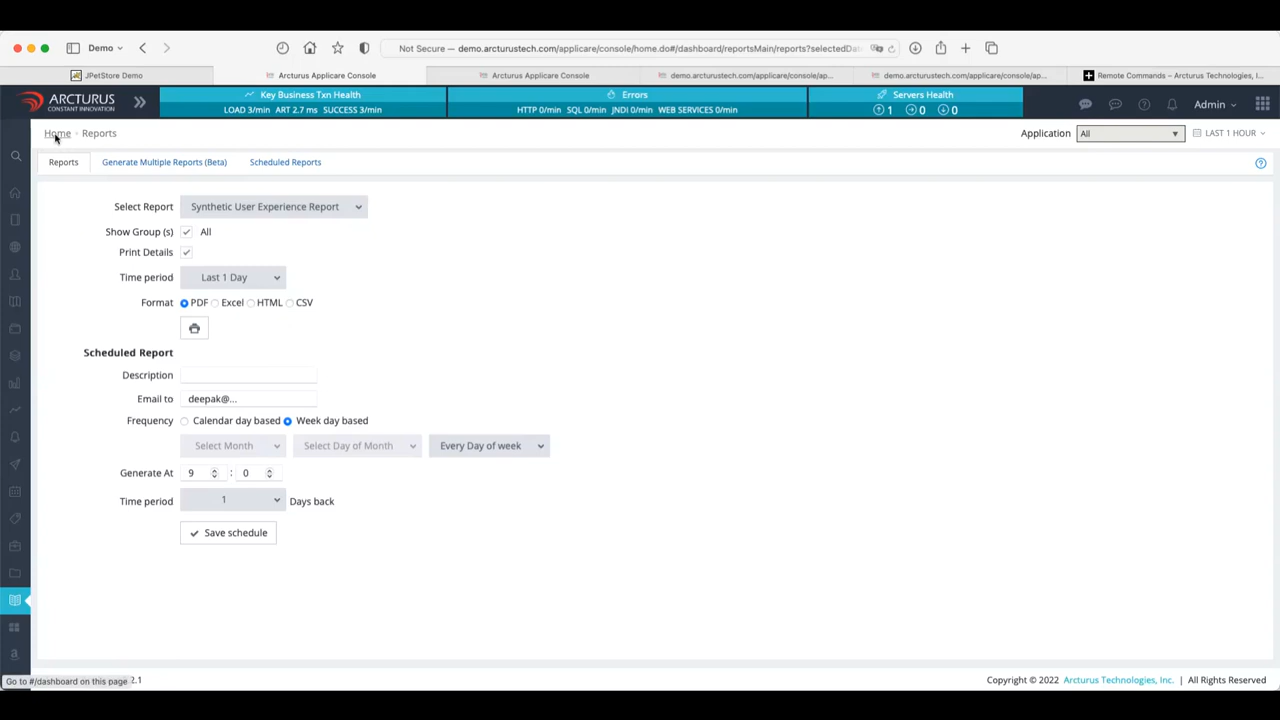 Demo
Not Secure — demo.arcturustech.com/applicare/console/home.do#/dashboard/reportsMain/reports?selectedDat
JPetStore Demo
Arcturus Applicare Console
Arcturus Applicare Console
demo.arcturustech.com/applicare/console/ap...
demo.arcturustech.com/applicare/console/ap...
Remote Commands – Arcturus Technologies, I...
ARCTURUS
CONSTANT INNOVATION
Key Business Txn Health
LOAD 3/min ART 2.7 ms SUCCESS 3/min
Errors
HTTP 0/min SQL 0/min JNDI 0/min WEB SERVICES 0/min
Servers Health
1 0 0
Admin
Home Reports
Application All LAST 1 HOUR
Reports
Generate Multiple Reports (Beta)
Scheduled Reports
Select Report Synthetic User Experience Report
Show Group (s) All
Print Details
Time period Last 1 Day
Format PDF Excel HTML CSV
Scheduled Report
Description
Email to deepak@...
Frequency Calendar day based Week day based
Select Month Select Day of Month Every Day of week
Generate At 9 : 0
Time period 1 Days back
Save schedule
Go to #/dashboard on this page 2.1
Copyright © 2022 Arcturus Technologies, Inc. | All Rights Reserved